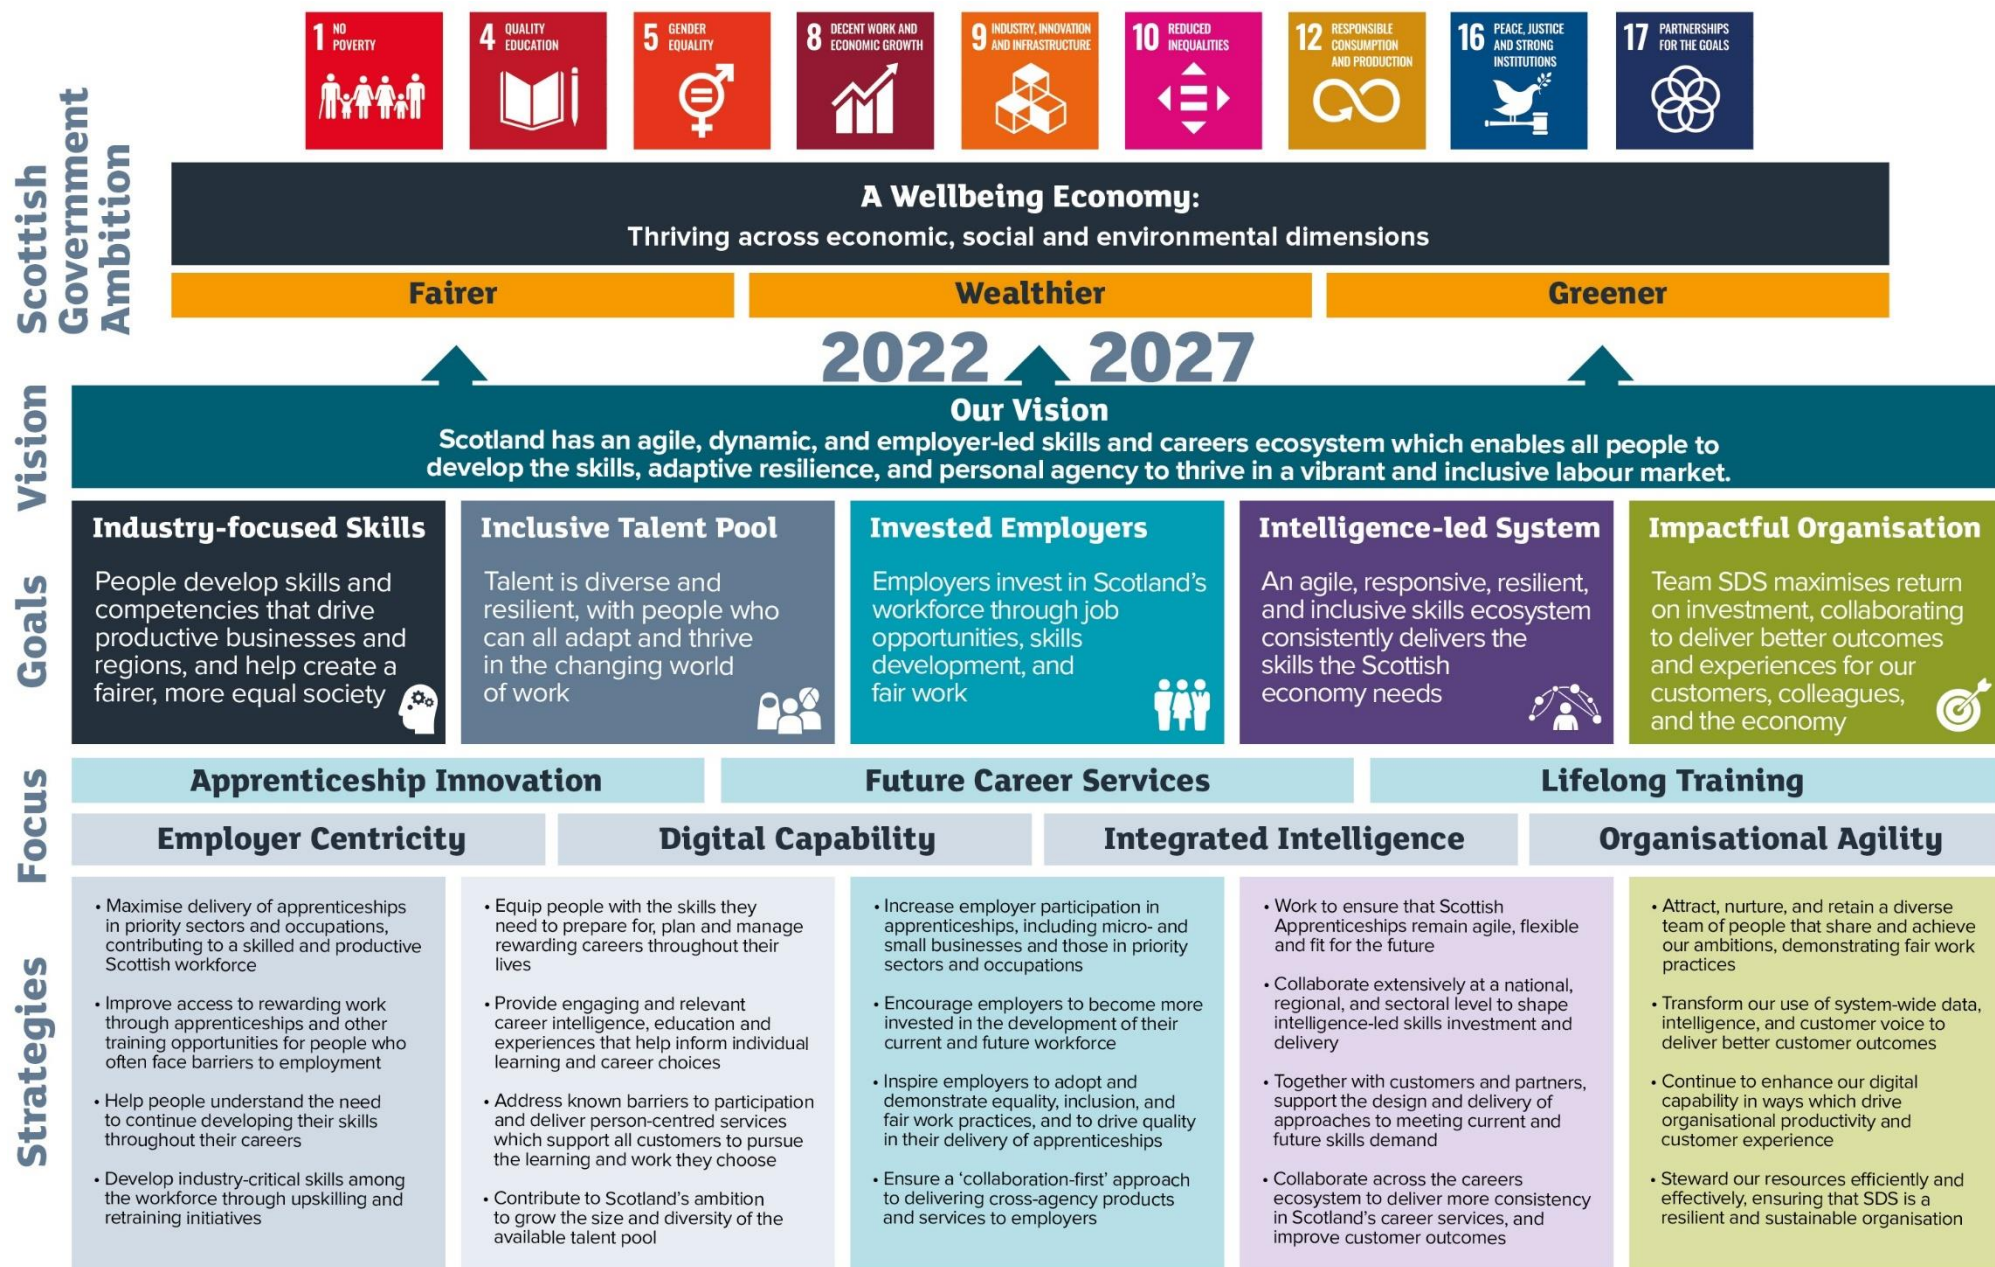 1 NO
POVERTY
4 QUALITY
EDUCATION
5 GENDER
EQUALITY
8 DECENT WORK AND
ECONOMIC GROWTH
9 INDUSTRY, INNOVATION
AND INFRASTRUCTURE
10 REDUCED
INEQUALITIES
12 RESPONSIBLE
CONSUMPTION
AND PRODUCTION
16 PEACE, JUSTICE
AND STRONG
INSTITUTIONS
17 PARTNERSHIPS
FOR THE GOALS
Scottish
Government
Ambition
A Wellbeing Economy:
Thriving across economic, social and environmental dimensions
Fairer
Wealthier
Greener
2022 2027
Vision
Our Vision
Scotland has an agile, dynamic, and employer-led skills and careers ecosystem which enables all people to
develop the skills, adaptive resilience, and personal agency to thrive in a vibrant and inclusive labour market.
Goals
Industry-focused Skills
People develop skills and
competencies that drive
productive businesses and
regions, and help create a
fairer, more equal society
Inclusive Talent Pool
Talent is diverse and
resilient, with people who
can all adapt and thrive
in the changing world
of work
Invested Employers
Employers invest in Scotland's
workforce through job
opportunities, skills
development, and
fair work
Intelligence-led System
An agile, responsive, resilient,
and inclusive skills ecosystem
consistently delivers the
skills the Scottish
economy needs
Impactful Organisation
Team SDS maximises return
on investment, collaborating
to deliver better outcomes
and experiences for our
customers, colleagues,
and the economy
Focus
Apprenticeship Innovation
Future Career Services
Lifelong Training
Employer Centricity
Digital Capability
Integrated Intelligence
Organisational Agility
Strategies
• Maximise delivery of apprenticeships
in priority sectors and occupations,
contributing to a skilled and productive
Scottish workforce
• Improve access to rewarding work
through apprenticeships and other
training opportunities for people who
often face barriers to employment
• Help people understand the need
to continue developing their skills
throughout their careers
• Develop industry-critical skills among
the workforce through upskilling and
retraining initiatives
• Equip people with the skills they
need to prepare for, plan and manage
rewarding careers throughout their
lives
• Provide engaging and relevant
career intelligence, education and
experiences that help inform individual
learning and career choices
• Address known barriers to participation
and deliver person-centred services
which support all customers to pursue
the learning and work they choose
• Contribute to Scotland's ambition
to grow the size and diversity of the
available talent pool
• Increase employer participation in
apprenticeships, including micro- and
small businesses and those in priority
sectors and occupations
• Encourage employers to become more
invested in the development of their
current and future workforce
• Inspire employers to adopt and
demonstrate equality, inclusion, and
fair work practices, and to drive quality
in their delivery of apprenticeships
• Ensure a 'collaboration-first' approach
to delivering cross-agency products
and services to employers
• Work to ensure that Scottish
Apprenticeships remain agile, flexible
and fit for the future
• Collaborate extensively at a national,
regional, and sectoral level to shape
intelligence-led skills investment and
delivery
• Together with customers and partners,
support the design and delivery of
approaches to meeting current and
future skills demand
• Collaborate across the careers
ecosystem to deliver more consistency
in Scotland's career services, and
improve customer outcomes
• Attract, nurture, and retain a diverse
team of people that share and achieve
our ambitions, demonstrating fair work
practices
• Transform our use of system-wide data,
intelligence, and customer voice to
deliver better customer outcomes
• Continue to enhance our digital
capability in ways which drive
organisational productivity and
customer experience
• Steward our resources efficiently and
effectively, ensuring that SDS is a
resilient and sustainable organisation